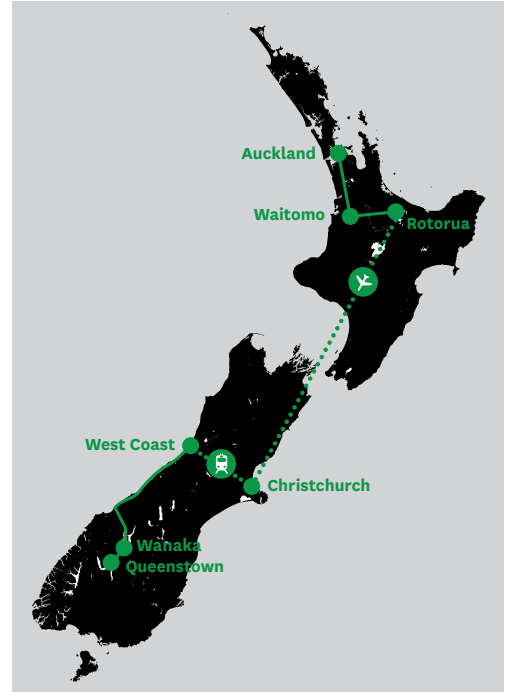 Auckland
Waitomo
Rotorua
West Coast
Christchurch
Wanaka
Queenstown